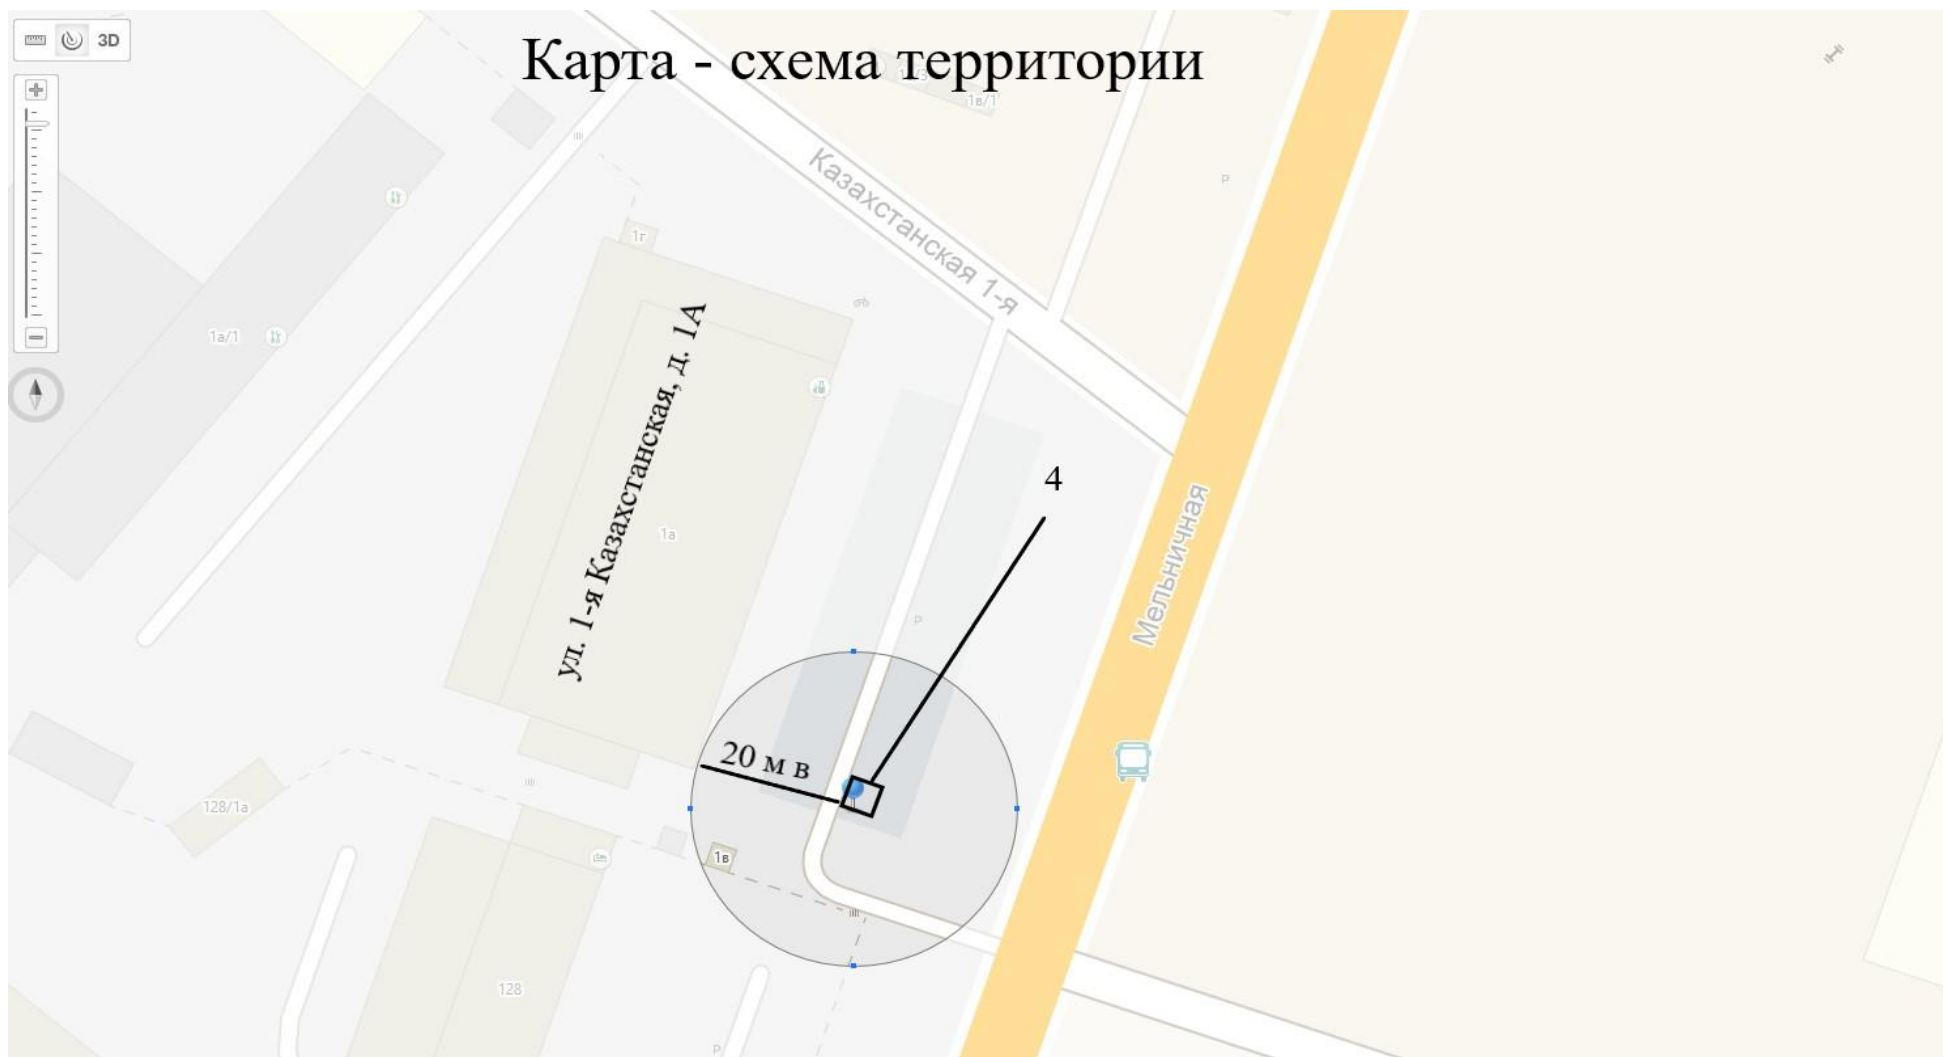 3D
Карта - схема территории
1в/1
Казахстанская 1-я
1г
ул. 1-я Казахстанская, д. 1А
1а/1
1а
4
Мельничная
P
P
20 м в
128/1а
1в
128
P